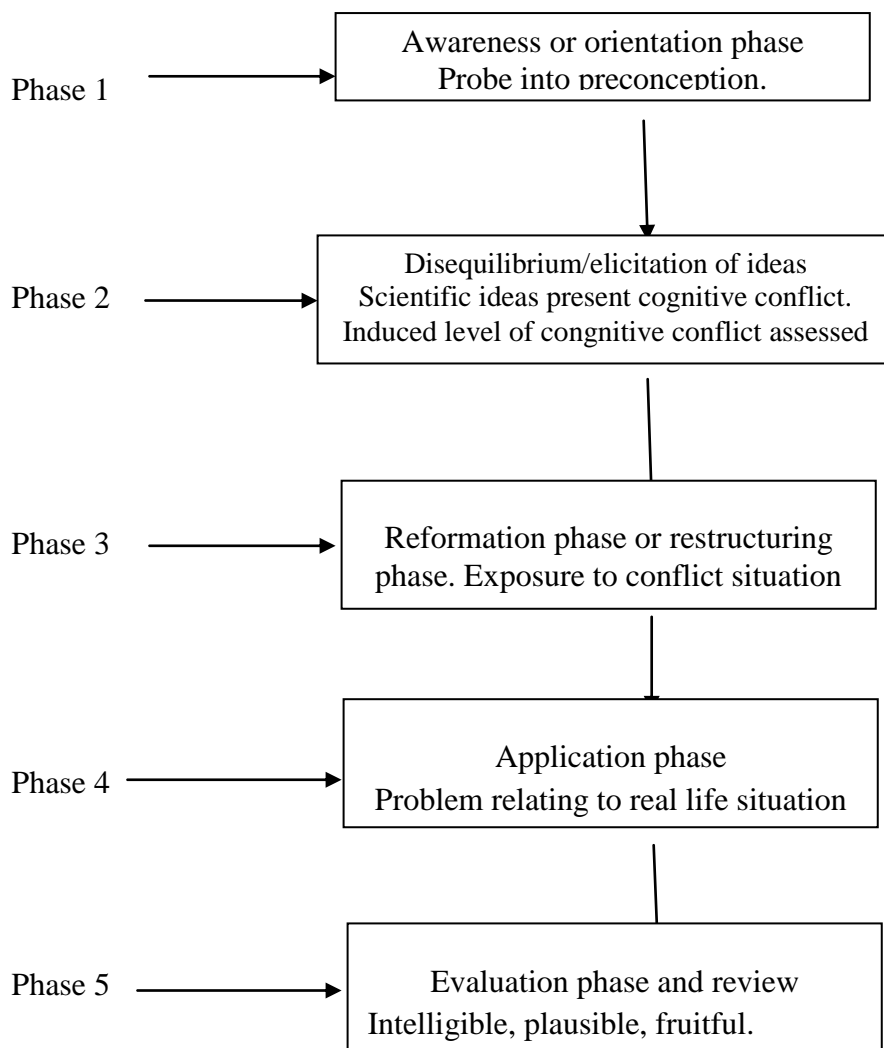 Phase 1
Awareness or orientation phase
Probe into preconception.
Phase 2
Disequilibrium/elicitation of ideas
Scientific ideas present cognitive conflict.
Induced level of congnitive conflict assessed
Phase 3
Reformation phase or restructuring
phase. Exposure to conflict situation
Phase 4
Application phase
Problem relating to real life situation
Phase 5
Evaluation phase and review
Intelligible, plausible, fruitful.